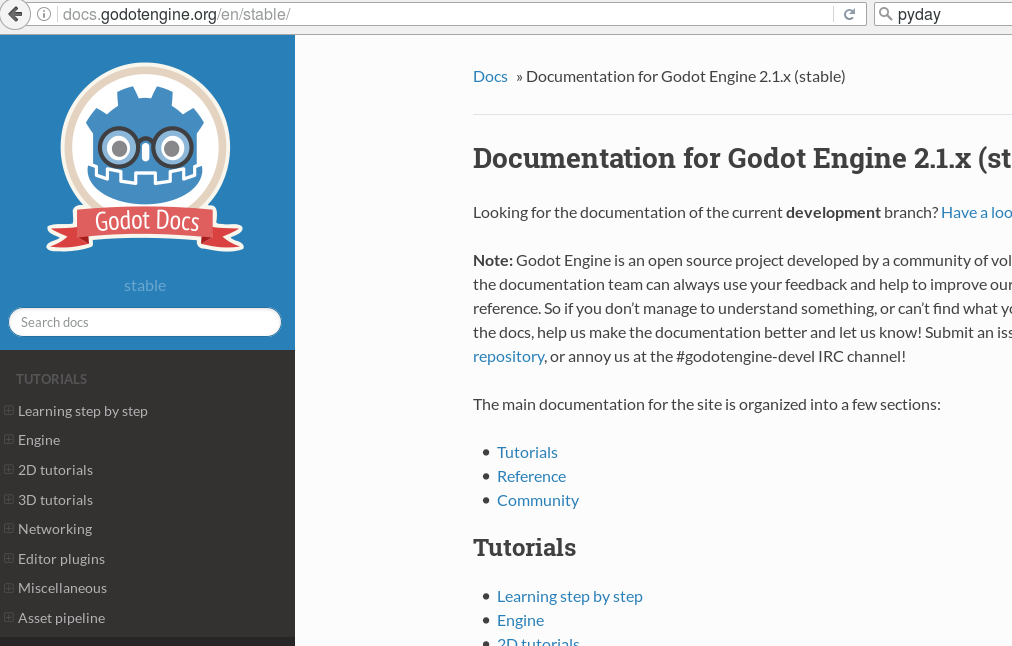 docs.godotengine.org/en/stable/
pyday
Godot Docs
stable
Search docs
TUTORIALS
Learning step by step
Engine
2D tutorials
3D tutorials
Networking
Editor plugins
Miscellaneous
Asset pipeline
Docs » Documentation for Godot Engine 2.1.x (stable)
Documentation for Godot Engine 2.1.x (st
Looking for the documentation of the current development branch? Have a loo
Note: Godot Engine is an open source project developed by a community of vol
the documentation team can always use your feedback and help to improve our
reference. So if you don’t manage to understand something, or can’t find what yo
the docs, help us make the documentation better and let us know! Submit an iss
repository, or annoy us at the #godotengine-devel IRC channel!
The main documentation for the site is organized into a few sections:
Tutorials
Reference
Community
Tutorials
Learning step by step
Engine
2D tutorials